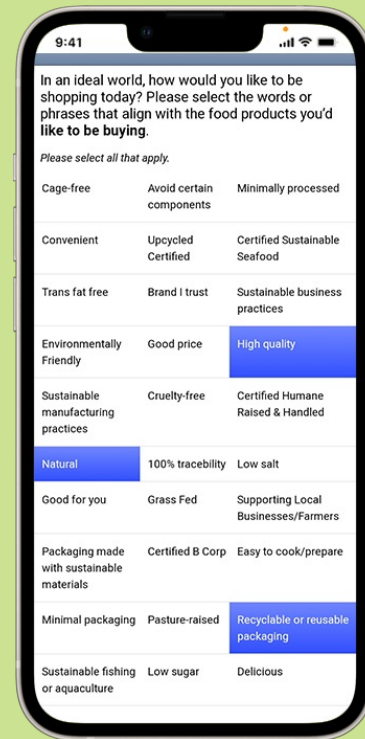 9:41
In an ideal world, how would you like to be
shopping today? Please select the words or
phrases that align with the food products you'd
like to be buying.
Please select all that apply.
Cage-free
Avoid certain
components
Minimally processed
Convenient
Upcycled
Certified
Certified Sustainable
Seafood
Trans fat free
Brand I trust
Sustainable business
practices
Environmentally
Friendly
Good price
High quality
Sustainable
manufacturing
practices
Cruelty-free
Certified Humane
Raised & Handled
Natural
100% tracebility
Low salt
Good for you
Grass Fed
Supporting Local
Businesses/Farmers
Packaging made
with sustainable
materials
Certified B Corp
Easy to cook/prepare
Minimal packaging
Pasture-raised
Recyclable or reusable
packaging
Sustainable fishing
or aquaculture
Low sugar
Delicious